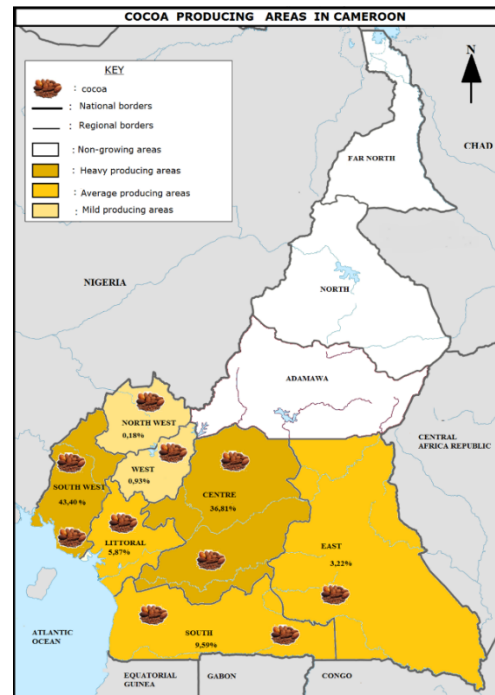 COCOA PRODUCING AREAS IN CAMEROON
KEY
: cocoa
: National borders
: Regional borders
: Non-growing areas
: Heavy producing areas
: Average producing areas
: Mild producing areas
N
CHAD
FAR NORTH
NIGERIA
NORTH
ADAMAWA
NORTH WEST
0,18%
CENTRAL
AFRICA REPUBLIC
WEST
0,93%
SOUTH WEST
43,40%
CENTRE
36,81%
LITTORAL
5,87%
EAST
3,22%
SOUTH
9,59%
ATLANTIC
OCEAN
EQUATORIAL
GUINEA
GABON
CONGO